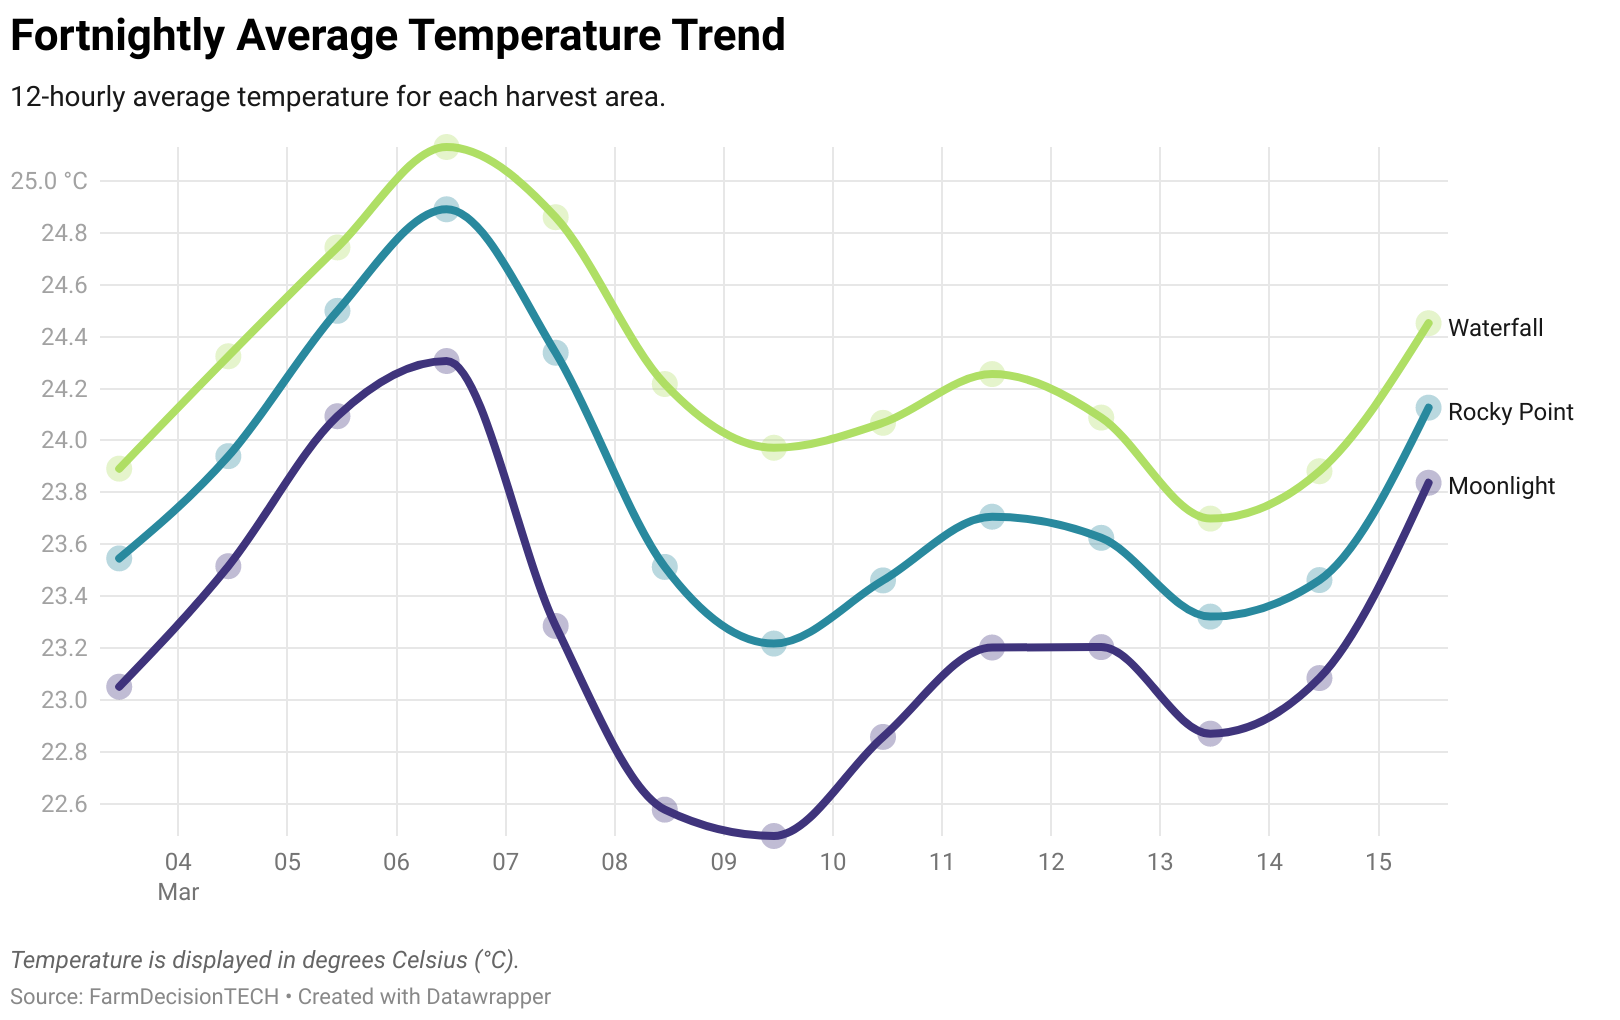 Fortnightly Average Temperature Trend
12-hourly average temperature for each harvest area.
25.0 °C
24.8
24.6
24.4
24.2
24.0
23.8
23.6
23.4
23.2
23.0
22.8
22.6
Waterfall
Rocky Point
Moonlight
04 05 06 07 08 09 10 11 12 13 14 15
Mar
Temperature is displayed in degrees Celsius (°C).
Source: FarmDecisionTECH • Created with Datawrapper